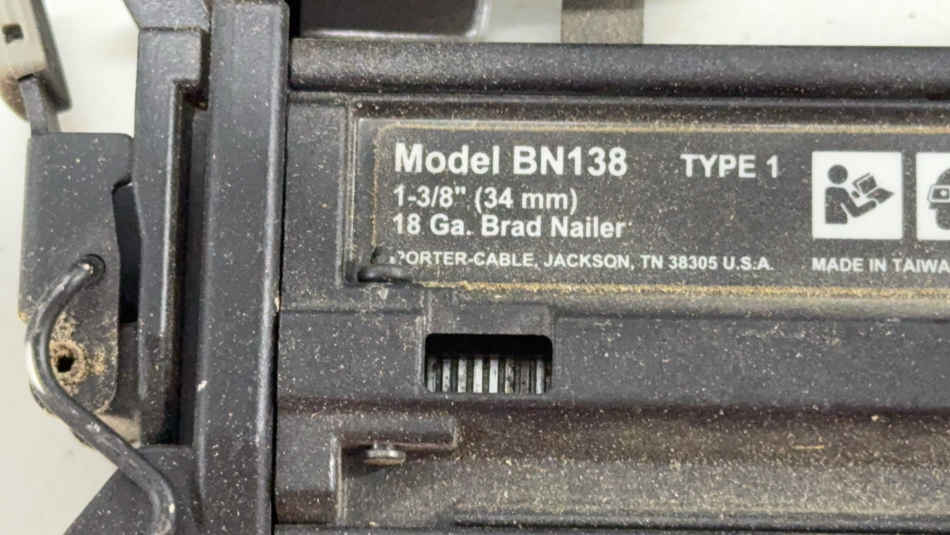 Model BN138 TYPE 1
1-3/8" (34 mm)
18 Ga. Brad Nailer
PORTER-CABLE, JACKSON, TN 38305 U.S.A. MADE IN TAIWA